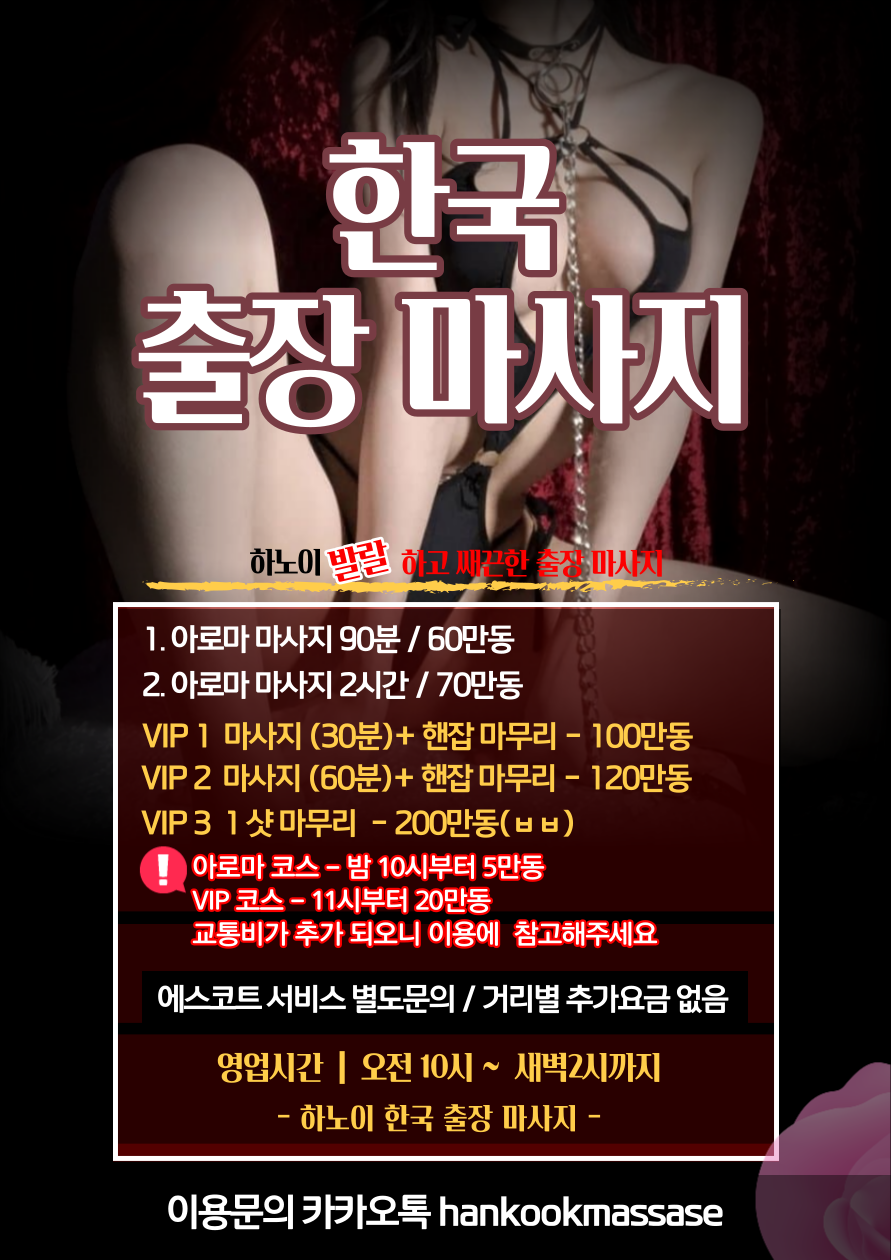 한국
출장 마사지
하노이 발랄 하고 쌔끈한 출장 마사지
1. 아로마 마사지 90분 / 60만동
2. 아로마 마사지 2시간 / 70만동
VIP 1 마사지 (30분)+ 핸잡 마무리 - 100만동
VIP 2 마사지 (60분)+ 핸잡 마무리 - 120만동
VIP 3 1 샷 마무리 - 200만동(ㅂㅂ)
! 아로마 코스 - 밤 10시부터 5만동
VIP 코스 - 11시부터 20만동
교통비가 추가 되오니 이용에 참고해주세요
에스코트 서비스 별도문의 / 거리별 추가요금 없음
영업시간 | 오전 10시 ~ 새벽2시까지
- 하노이 한국 출장 마사지 -
이용문의 카카오톡 hankookmassase